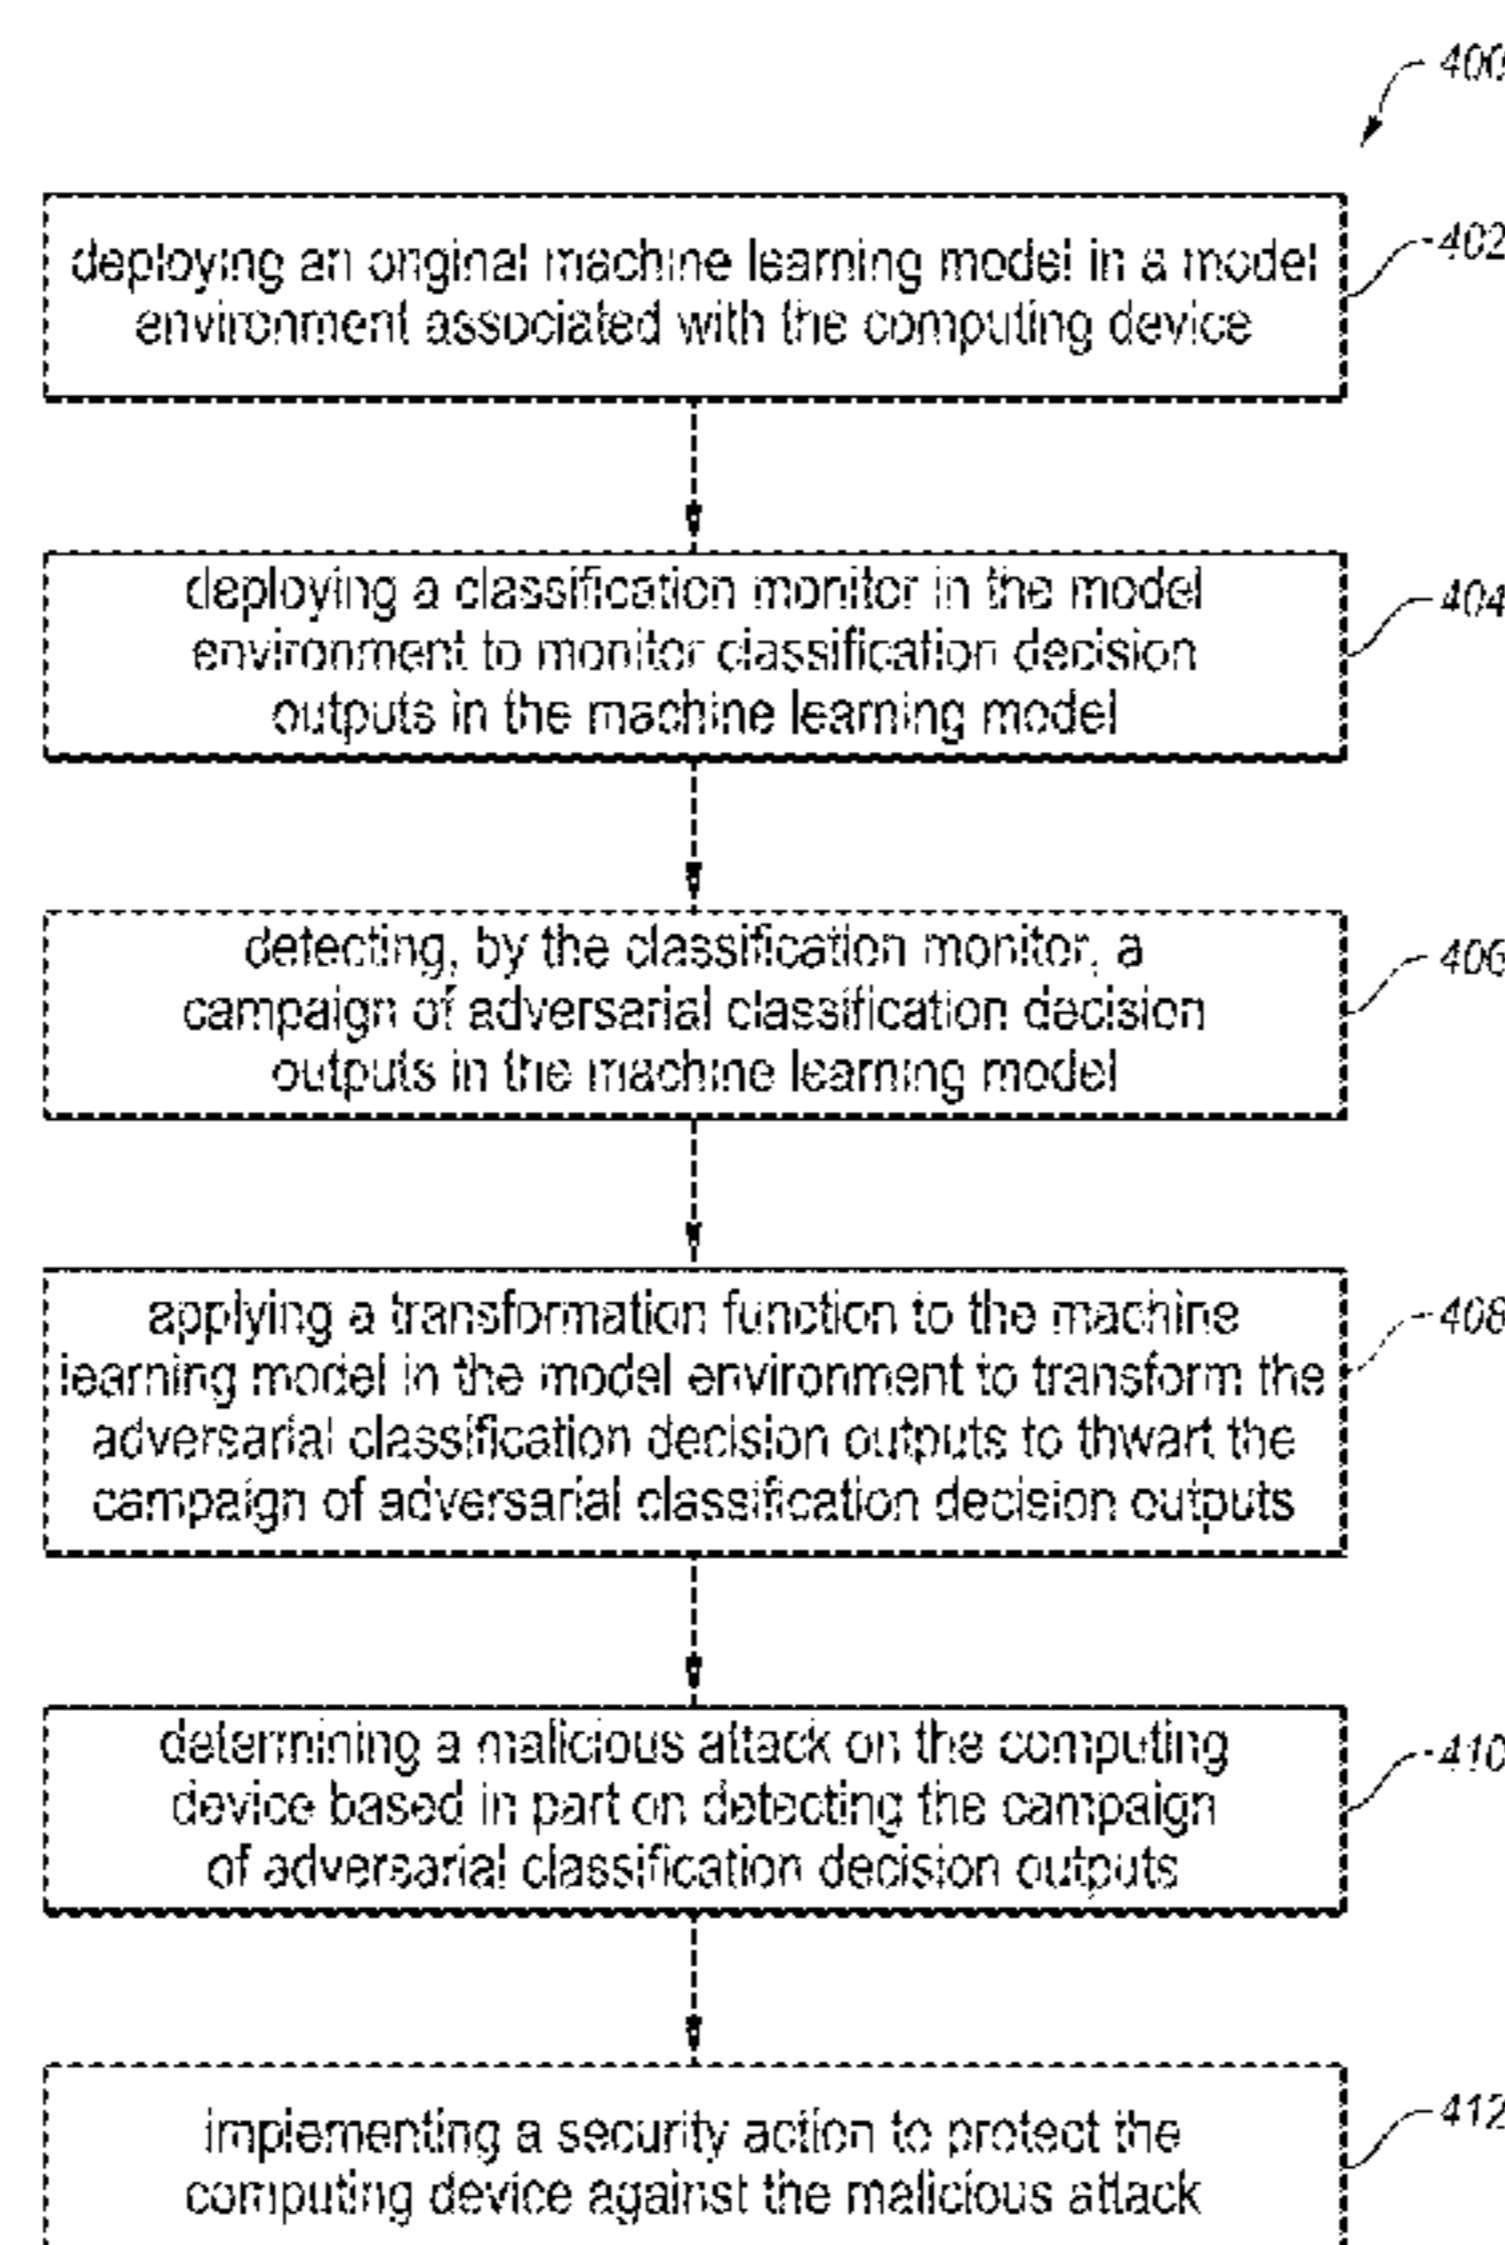 400
deploying an original machine learning model in a model
environment associated with the computing device
402
deploying a classification monitor in the model
environment to monitor classification decision
outputs in the machine learning model
404
detecting, by the classification monitor, a
campaign of adversarial classification decision
outputs in the machine learning model
406
applying a transformation function to the machine
learning model in the model environment to transform the
adversarial classification decision outputs to thwart the
campaign of adversarial classification decision outputs
408
determining a malicious attack on the computing
device based in part on detecting the campaign
of adversarial classification decision outputs
410
implementing a security action to protect the
computing device against the malicious attack
412